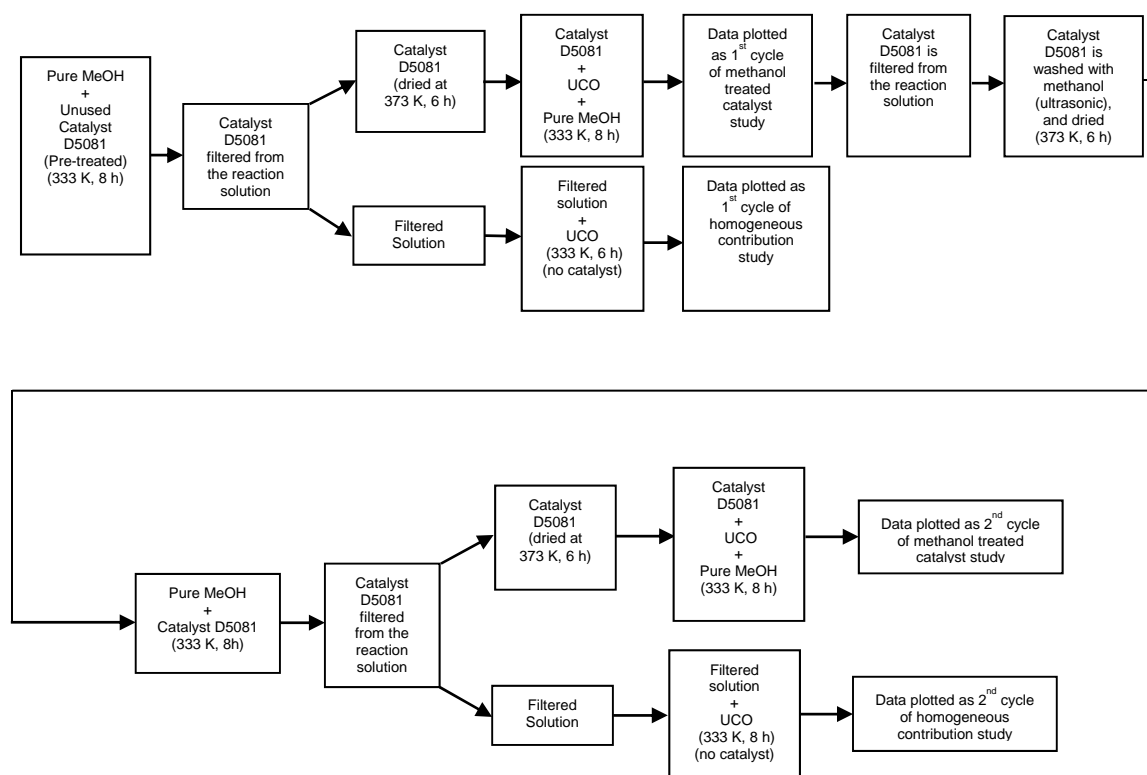 Pure MeOH
+
Unused
Catalyst
D5081
(Pre-treated)
(333 K, 8 h)
Catalyst
D5081
filtered from
the reaction
solution
Catalyst
D5081
(dried at
373 K, 6 h)
Catalyst
D5081
+
UCO
+
Pure MeOH
(333 K, 8 h)
Data plotted
as 1st cycle
of methanol
treated
catalyst
study
Catalyst
D5081 is
filtered from
the reaction
solution
Catalyst
D5081 is
washed with
methanol
(ultrasonic),
and dried
(373 K, 6 h)
Filtered
Solution
Filtered
solution
+
UCO
(333 K, 6 h)
(no catalyst)
Data plotted as
1st cycle of
homogeneous
contribution
study
Pure MeOH
+
Catalyst D5081
(333 K, 8h)
Catalyst
D5081
filtered
from the
reaction
solution
Catalyst
D5081
(dried at
373 K, 6 h)
Catalyst
D5081
+
UCO
+
Pure MeOH
(333 K, 8 h)
Data plotted as 2nd cycle
of methanol treated
catalyst study
Filtered
Solution
Filtered
solution
+
UCO
(333 K, 8 h)
(no catalyst)
Data plotted as 2nd cycle
of homogeneous
contribution study